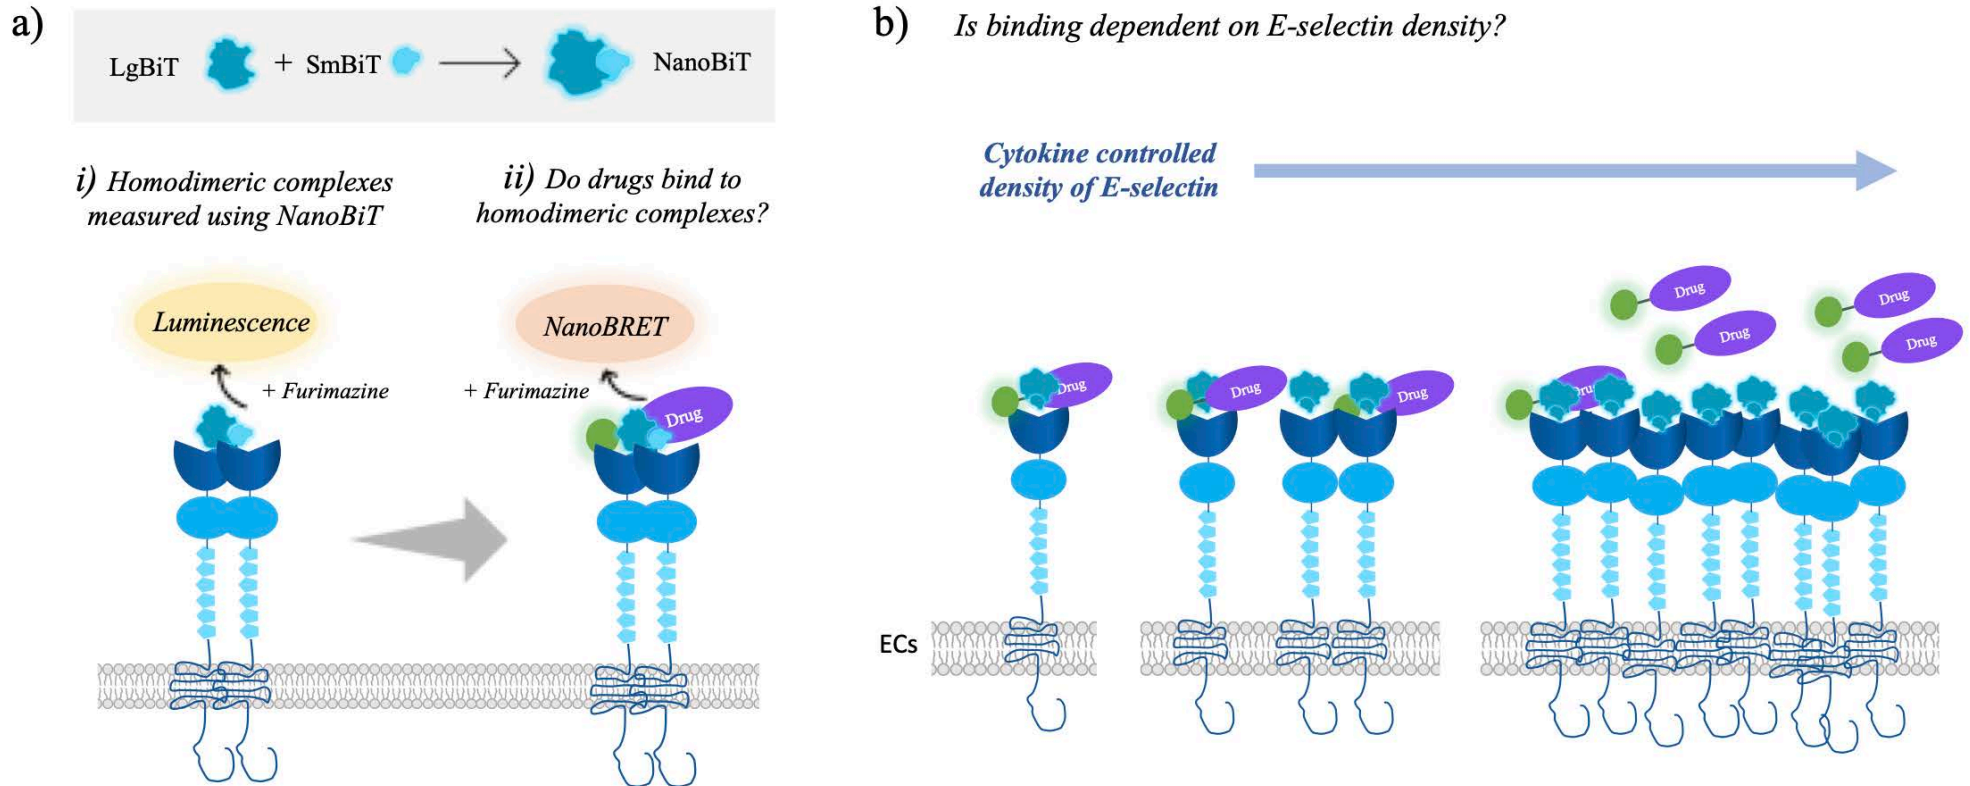 a)
LgBiT + SmBiT NanoBiT
i) Homodimeric complexes
measured using NanoBiT
ii) Do drugs bind to
homodimeric complexes?
Luminescence
+ Furimazine
NanoBRET
+ Furimazine
Drug
b)
Is binding dependent on E-selectin density?
Cytokine controlled
density of E-selectin
Drug
Drug
Drug
Drug
Drug
Drug
Drug
Drug
ECs